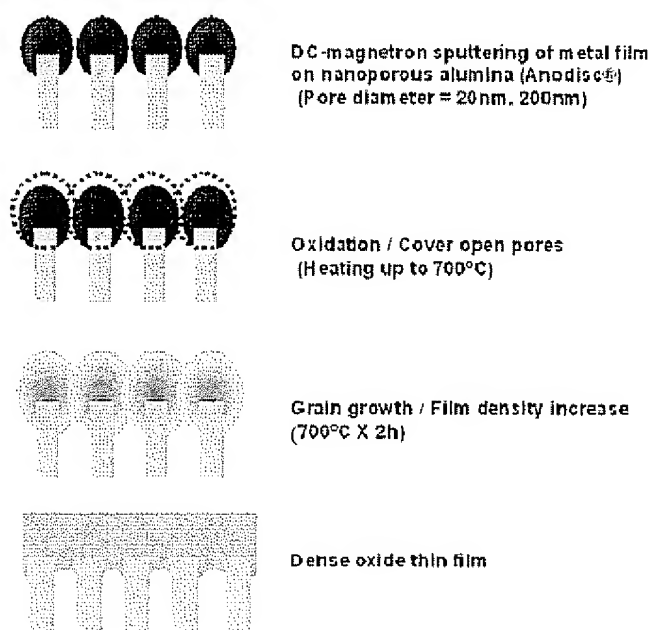 DC-magnetron sputtering of metal film
on nanoporous alumina (Anodisc®)
(Pore diameter = 20nm, 200nm)
Oxidation / Cover open pores
(Heating up to 700°C)
Grain growth / Film density increase
(700°C X 2h)
Dense oxide thin film